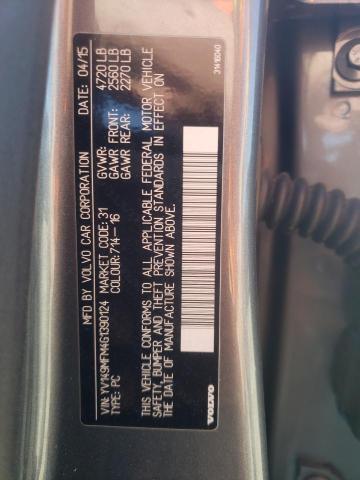 MFD BY VOLVO CAR CORPORATION DATE: 04/15
GVWR: 4720 LB
GAWR FRONT: 2560 LB
GAWR REAR: 2270 LB
VIN: YV149MFM4G1390124 MARKET CODE: 31
TYPE: PC COLOUR: 714-16
THIS VEHICLE CONFORMS TO ALL APPLICABLE FEDERAL MOTOR VEHICLE
SAFETY, BUMPER AND THEFT PREVENTION STANDARDS IN EFFECT ON
THE DATE OF MANUFACTURE SHOWN ABOVE.
VOLVO
31416040